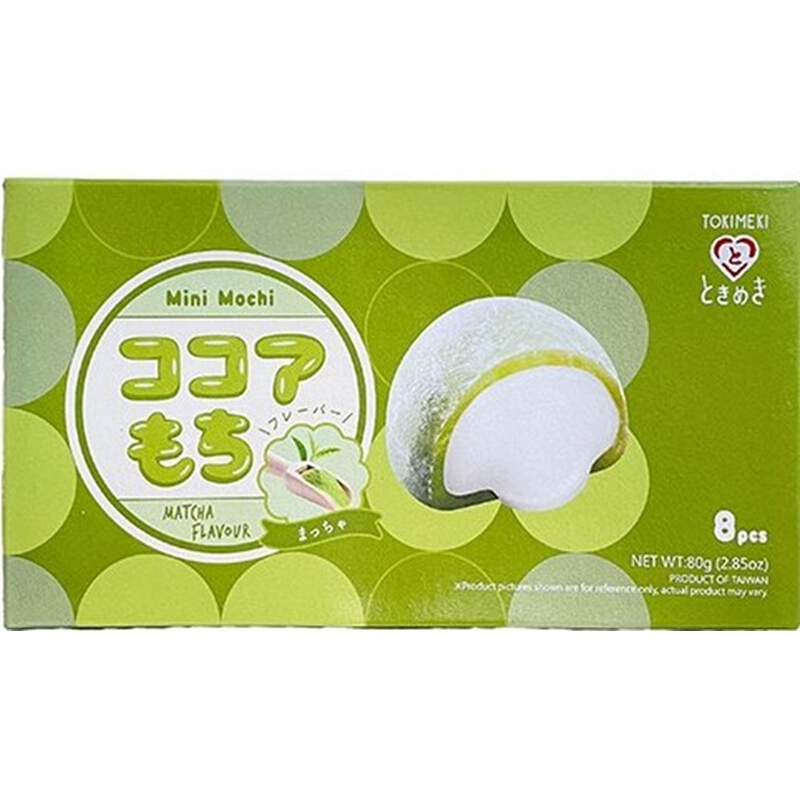 TOKIMEKI
と
ときめき
Mini Mochi
ココア
もち
\フレーバー/
MATCHA
FLAVOUR
まっちゃ
8pcs
NET WT:80g (2.85oz)
PRODUCT OF TAIWAN
※Product pictures shown are for reference only, actual product may vary.